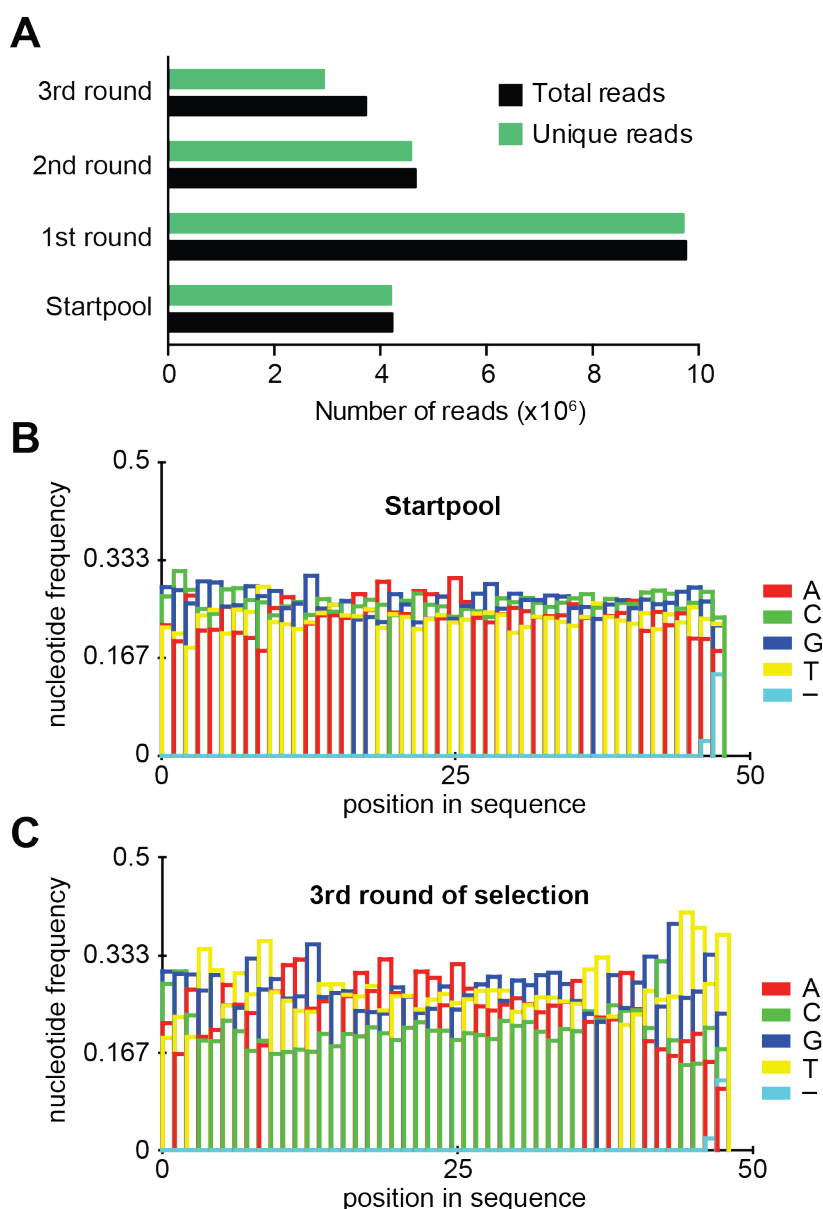 A
3rd round
2nd round
1st round
Startpool
Total reads
Unique reads
0 2 4 6 8 10
Number of reads (x10⁶)
B
Startpool
nucleotide frequency
0.5
0.333
0.167
0
0 25 50
position in sequence
A
C
G
T
–
C
3rd round of selection
nucleotide frequency
0.5
0.333
0.167
0
0 25 50
position in sequence
A
C
G
T
–